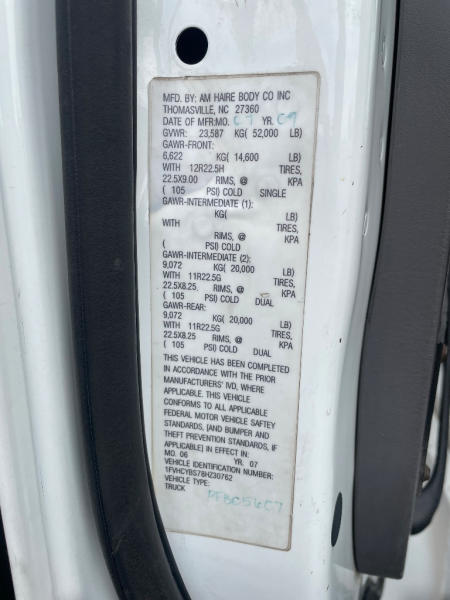 MFD. BY: AM HAIRE BODY CO INC
THOMASVILLE, NC 27360
DATE OF MFR:MO. 07 YR. 09
GVWR: 23,587 KG( 52,000 LB)
GAWR-FRONT:
6,622 KG( 14,600 LB)
WITH 12R22.5H TIRES,
22.5X9.00 RIMS, @ KPA
( 105 PSI) COLD SINGLE
GAWR-INTERMEDIATE (1):
KG( LB)
WITH TIRES,
RIMS, @ KPA
( PSI) COLD
GAWR-INTERMEDIATE (2):
9,072 KG( 20,000 LB)
WITH 11R22.5G TIRES,
22.5X8.25. RIMS, @ KPA
( 105 PSI) COLD DUAL
GAWR-REAR:
9,072 KG( 20,000 LB)
WITH 11R22.5G TIRES,
22.5X8.25 RIMS, @ KPA
( 105 PSI) COLD DUAL
THIS VEHICLE HAS BEEN COMPLETED
IN ACCORDANCE WITH THE PRIOR
MANUFACTURERS' IVD, WHERE
APPLICABLE. THIS VEHICLE
CONFORMS TO ALL APPLICABLE
FEDERAL MOTOR VEHICLE SAFTEY
STANDARDS, [AND BUMPER AND
THEFT PREVENTION STANDARDS, IF
APPLICABLE] IN EFFECT IN:
MO. 06 YR. 07
VEHICLE IDENTIFICATION NUMBER:
1FVHCYBS78HZ30762
VEHICLE TYPE:
TRUCK PFBC5607